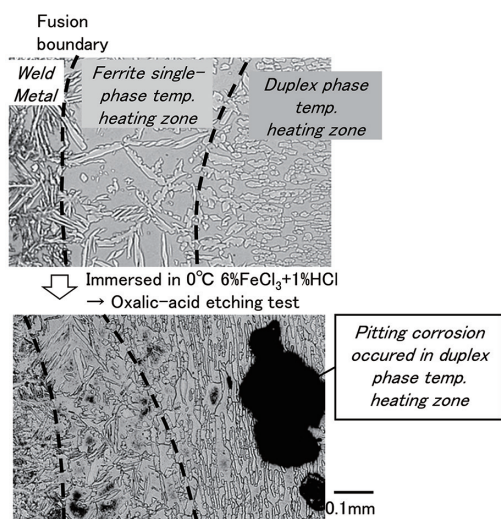 Fusion
boundary
Weld
Metal
Ferrite single-
phase temp.
heating zone
Duplex phase
temp.
heating zone
Immersed in 0°C 6%FeCl₃+1%HCl
→ Oxalic-acid etching test
Pitting corrosion
occured in duplex
phase temp.
heating zone
0.1mm